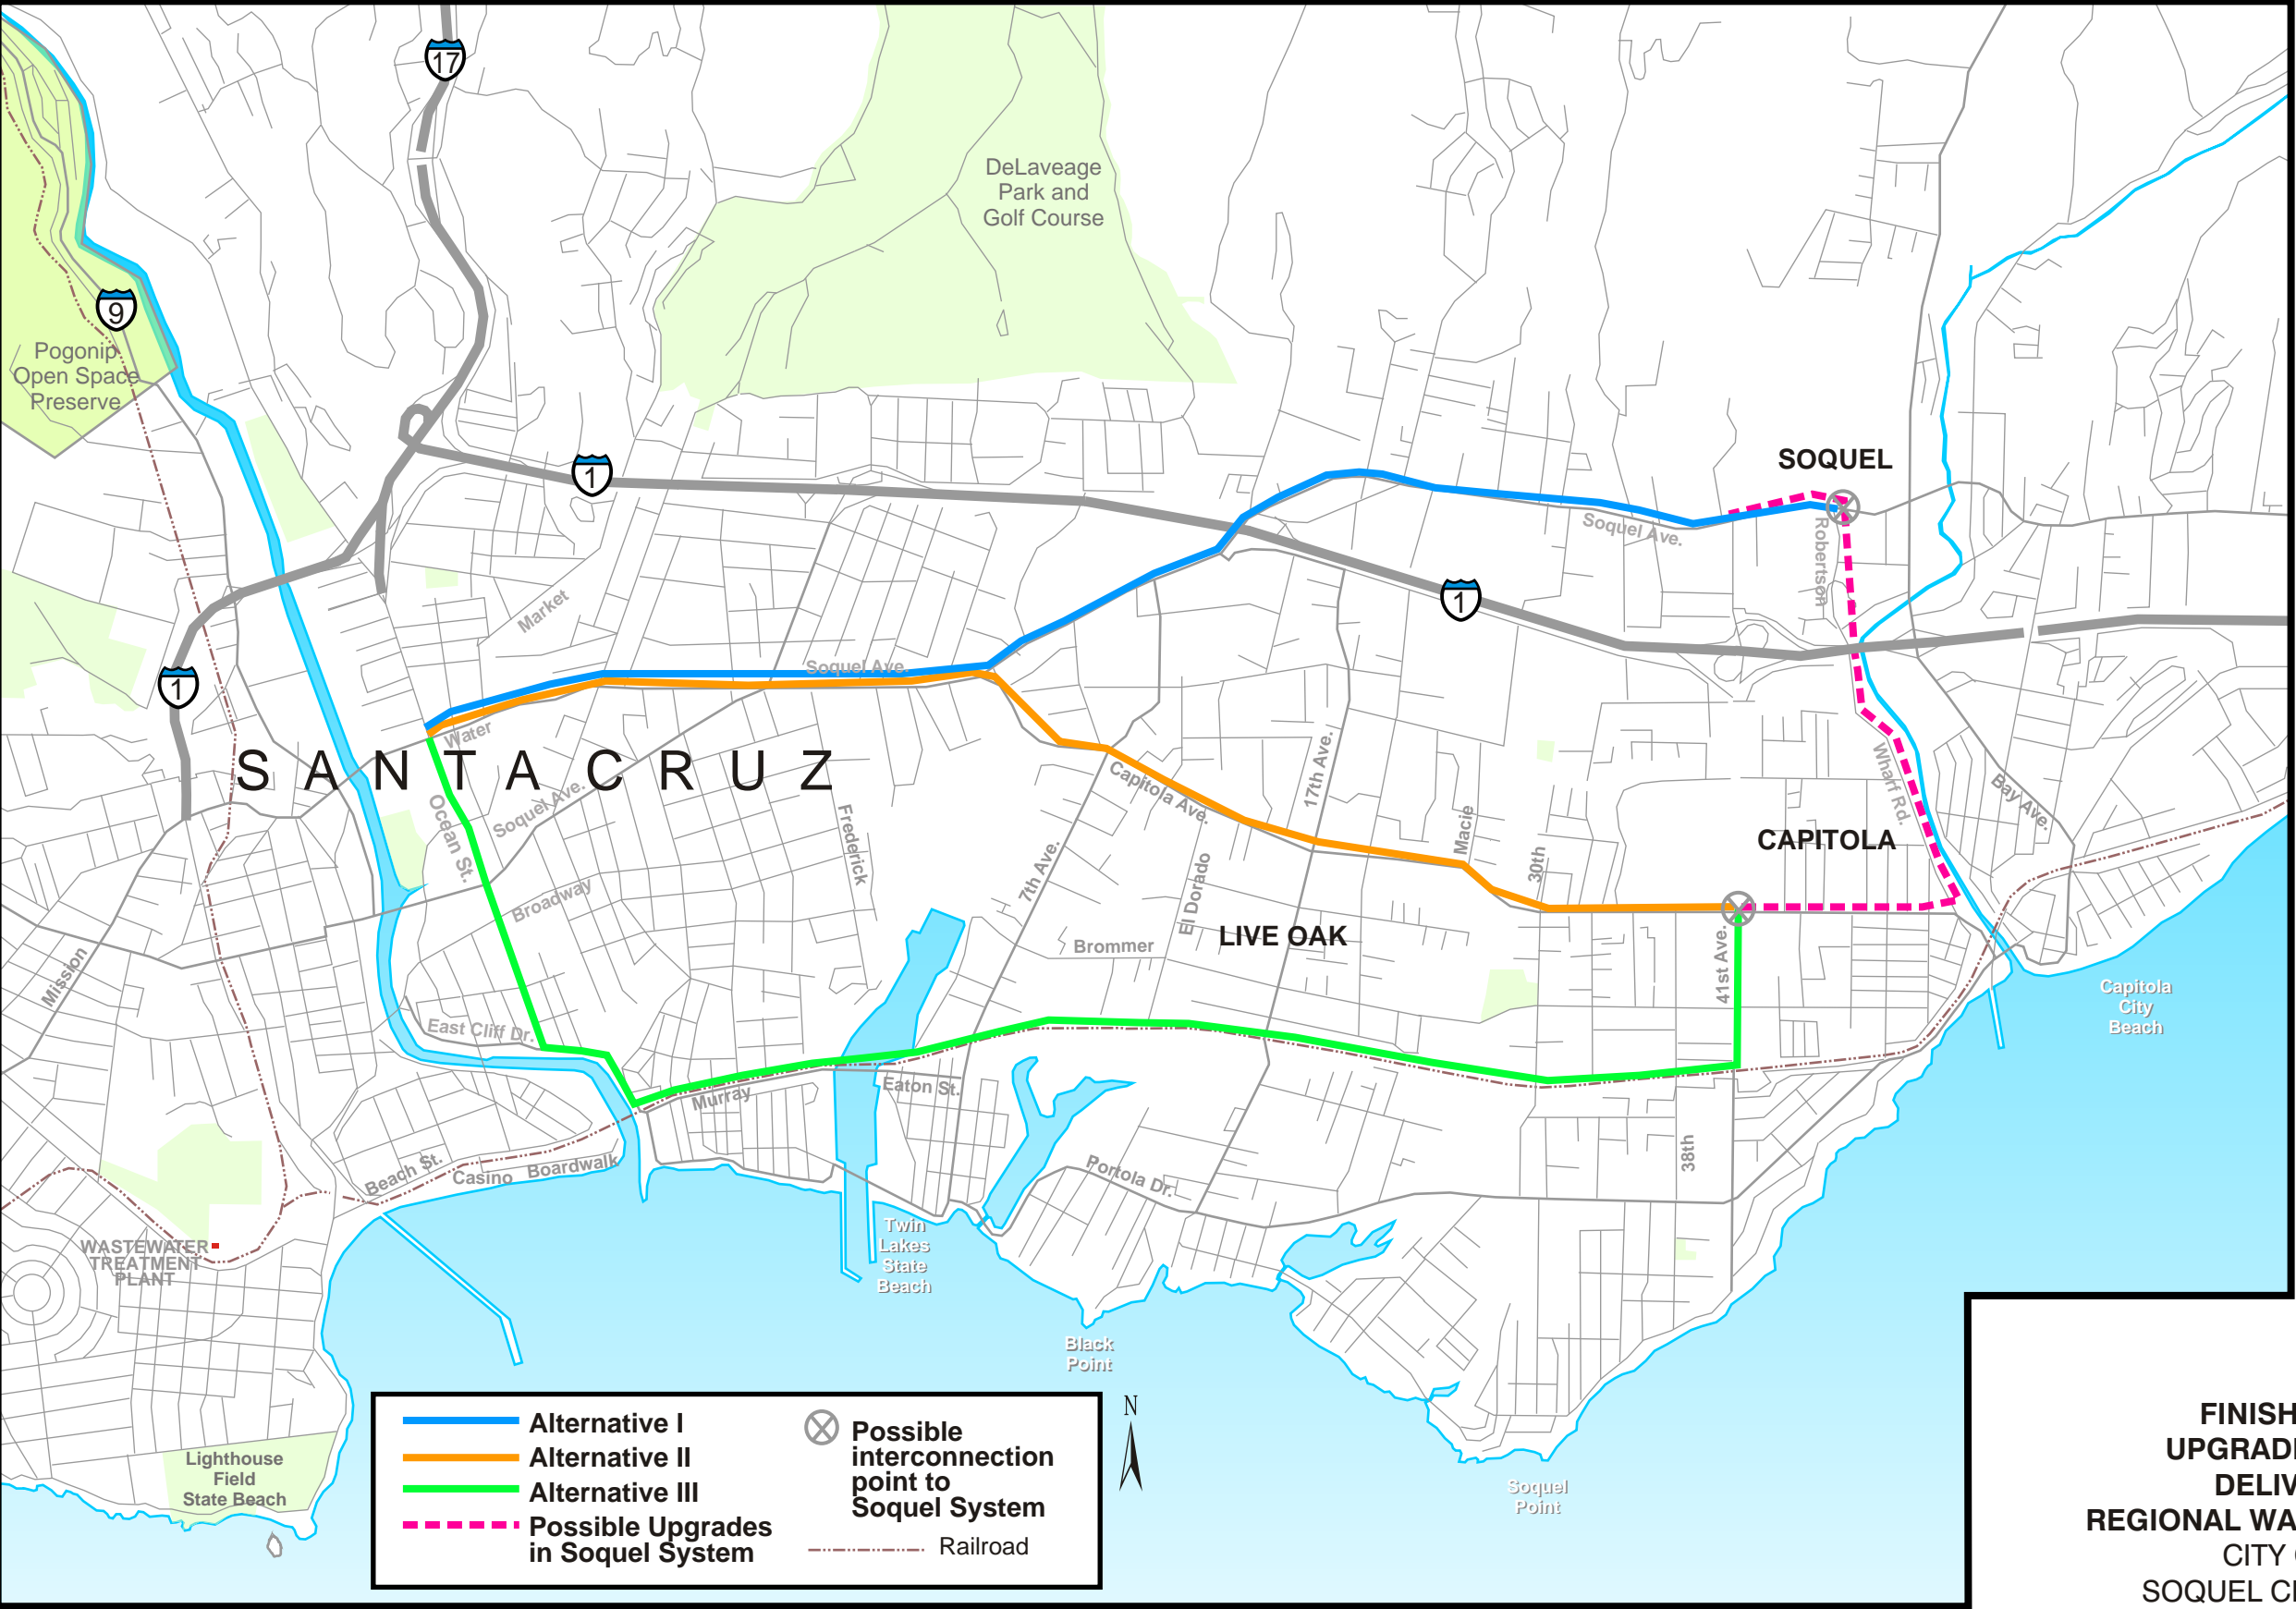 17
DeLaveage
Park and
Golf Course
9
Pogonip
Open Space
Preserve
1
SOQUEL
Soquel Ave.
Robertson
1
Market
1
Soquel Ave.
Water
SANTA CRUZ
Ocean St.
Soquel Ave.
Broadway
Frederick
7th Ave.
Capitola Ave.
17th Ave.
El Dorado
Macie
30th
Wharf Rd.
Bay Ave.
CAPITOLA
LIVE OAK
Brommer
41st Ave.
Mission
East Cliff Dr.
Capitola
City
Beach
Murray
Eaton St.
38th
Beach St.
Casino
Boardwalk
Portola Dr.
Twin
Lakes
State
Beach
WASTEWATER
TREATMENT
PLANT
Black
Point
Soquel
Point
Lighthouse
Field
State Beach
Alternative I
Alternative II
Alternative III
Possible Upgrades
in Soquel System
Possible
interconnection
point to
Soquel System
Railroad
N
FINISH
UPGRAD
DELIV
REGIONAL WA
CITY
SOQUEL C